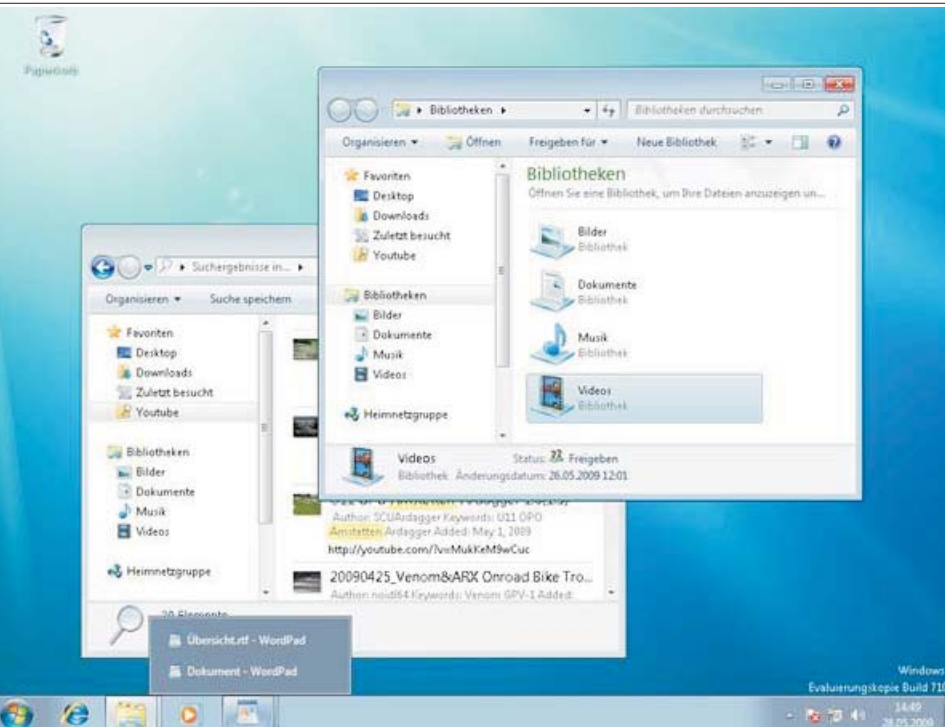 Papierkorb
Bibliotheken
Bibliotheken durchsuchen
Organisieren
Öffnen
Freigeben für
Neue Bibliothek
Favoriten
Desktop
Downloads
Zuletzt besucht
Youtube
Bibliotheken
Bilder
Dokumente
Musik
Videos
Heimnetzgruppe
Bibliotheken
Öffnen Sie eine Bibliothek, um Ihre Dateien anzuzeigen un...
Bilder
Bibliothek
Dokumente
Bibliothek
Musik
Bibliothek
Videos
Bibliothek
Videos Status: Freigeben
Bibliothek Änderungsdatum: 26.05.2009 12:01
Suchergebnisse in...
Organisieren
Suche speichern
Favoriten
Desktop
Downloads
Zuletzt besucht
Youtube
Bibliotheken
Bilder
Dokumente
Musik
Videos
Heimnetzgruppe
Author: SCUArdagger Keywords: U11 OPO
Amstetten Ardagger Added: May 1, 2009
http://youtube.com/?v=MukKeM9wCuc
20090425_Venom&ARX Onroad Bike Tro...
Author: noidl64 Keywords: Venom GPV-1 Added:
20 Elemente
Übersicht.rtf - WordPad
Dokument - WordPad
Windows
Evaluierungskopie Build 710
14:49
28.05.2009